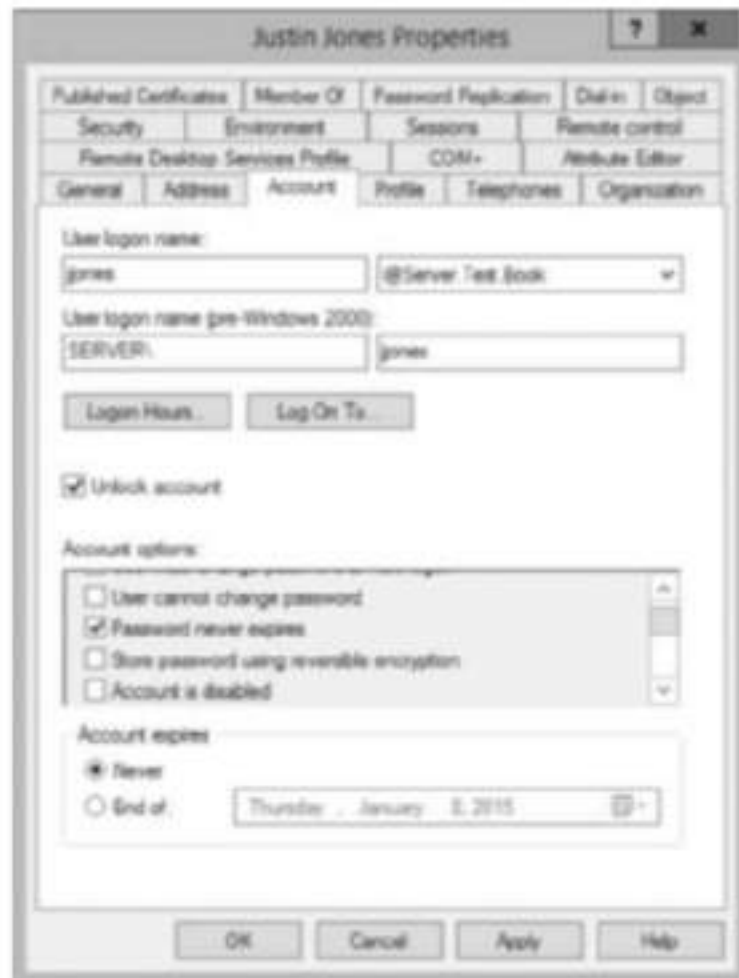 Justin Jones Properties
? x
Published Certificates Member Of Password Replication Dial-in Object
Security Environment Sessions Remote control
Remote Desktop Services Profile COM+ Attribute Editor
General Address Account Profile Telephones Organization
User logon name:
jjones @Server.Test.Book
User logon name (pre-Windows 2000):
SERVER\ jjones
Logon Hours... Log On To...
Unlock account
Account options:
User cannot change password
Password never expires
Store password using reversible encryption
Account is disabled
Account expires
Never
End of: Thursday , January 8, 2015
OK Cancel Apply Help